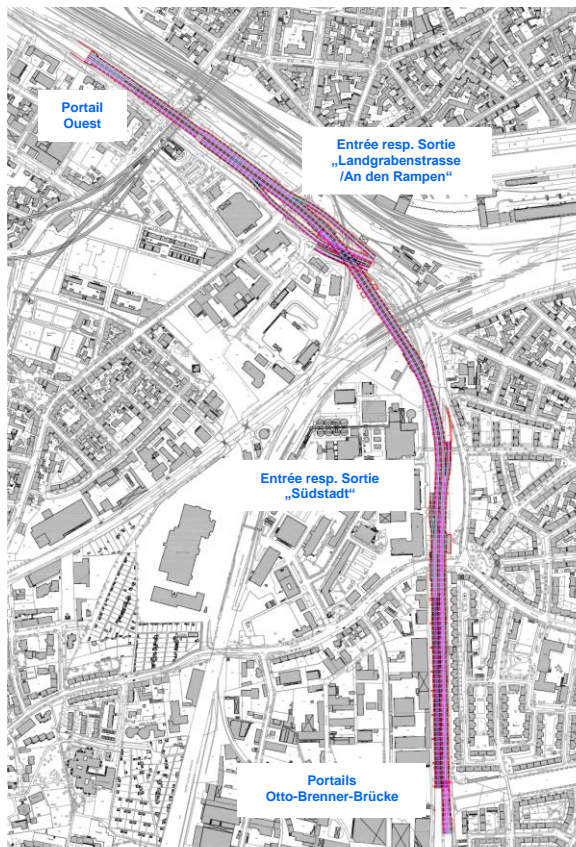 Portail
Ouest
Entrée resp. Sortie
„Landgrabenstrasse
/An den Rampen“
Entrée resp. Sortie
„Südstadt“
Portails
Otto-Brenner-Brücke